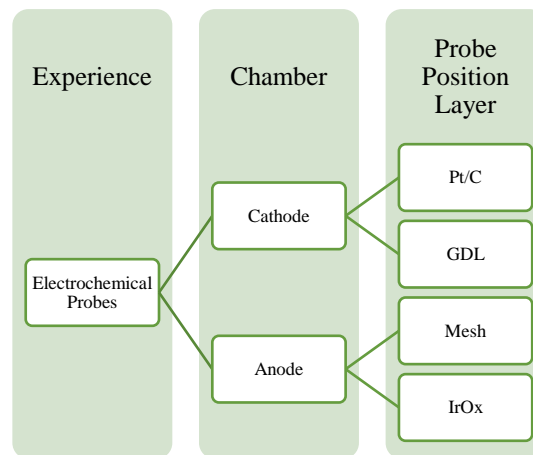 Experience
Chamber
Probe
Position
Layer
Electrochemical
Probes
Cathode
Anode
Pt/C
GDL
Mesh
IrOx